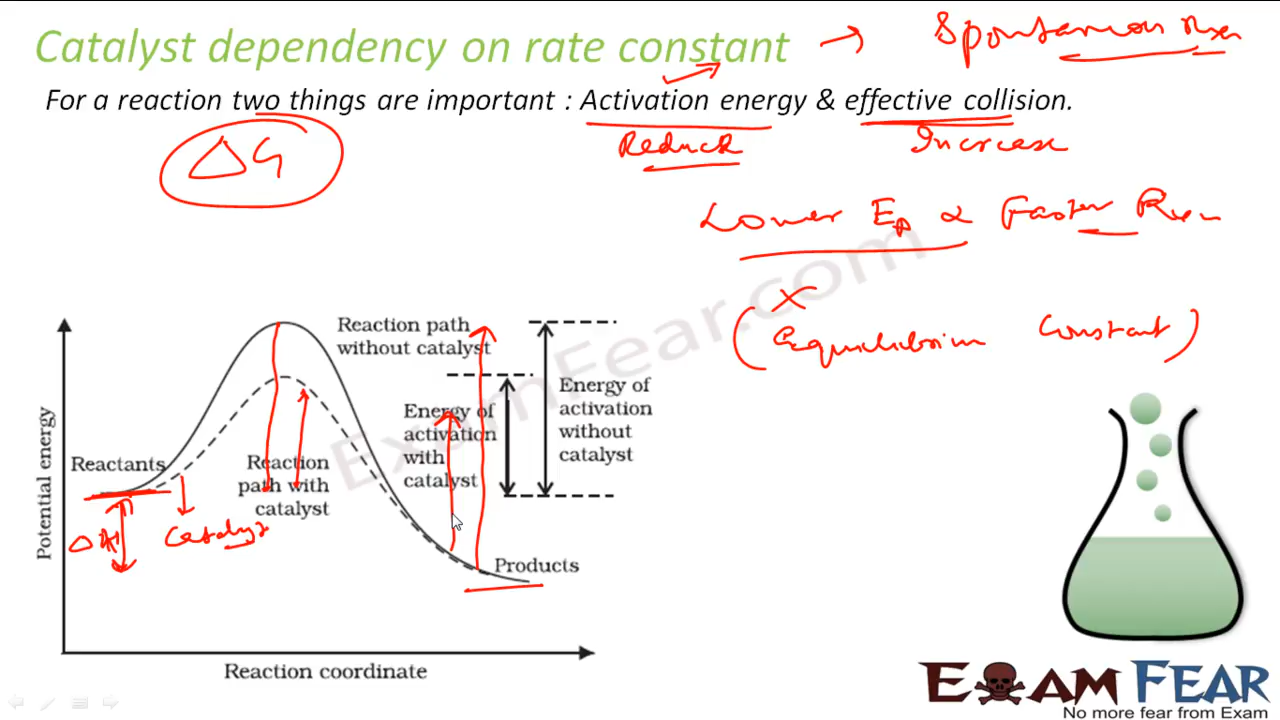 Catalyst dependency on rate constant → Spontaneous Rxn
For a reaction two things are important : Activation energy & effective collision.
ΔG
Reduce
Increase
Lower EA ∝ Faster Rxn
X
(Equilibrium Constant)
ExamFear.com
Reaction path
without catalyst
Energy of
activation
without
catalyst
Energy of
activation
with
catalyst
Reactants
Reaction
path with
catalyst
ΔH
Catalyst
Products
Potential energy
Reaction coordinate
EXAM FEAR
No more fear from Exam